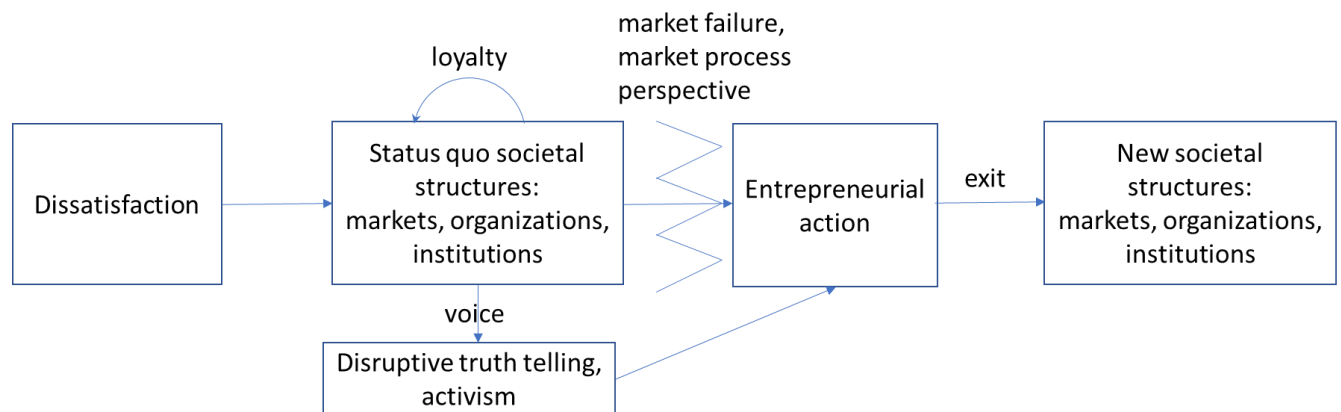 market failure,
market process
perspective
loyalty
Dissatisfaction
Status quo societal
structures:
markets, organizations,
institutions
Entrepreneurial
action
exit
New societal
structures:
markets, organizations,
institutions
voice
Disruptive truth telling,
activism